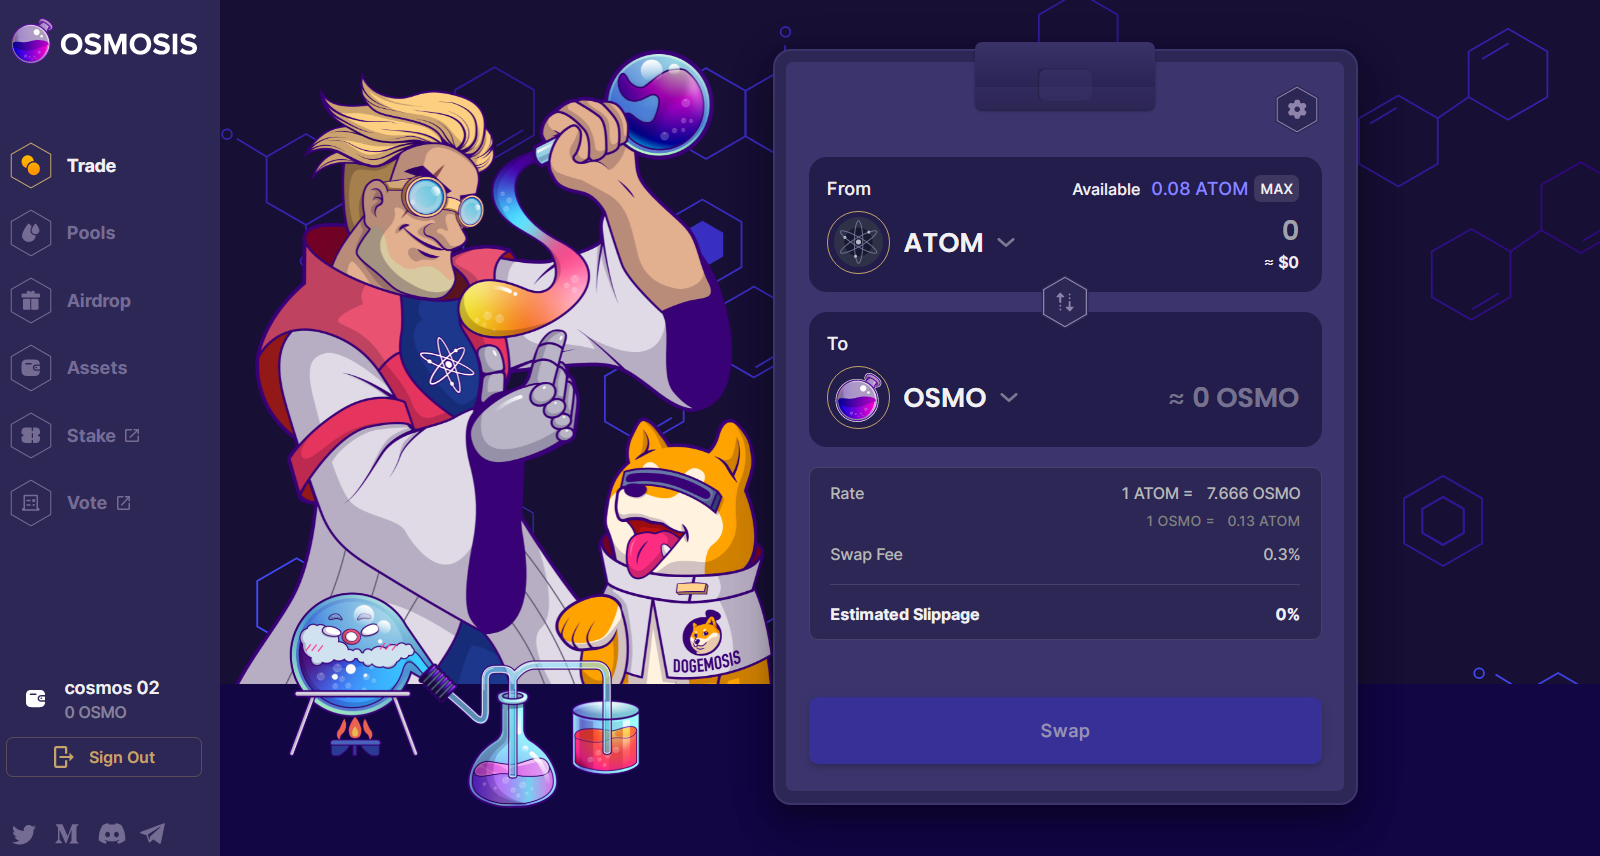 OSMOSIS
Trade
Pools
Airdrop
Assets
Stake
Vote
cosmos 02
0 OSMO
Sign Out
M
DOGEMOSIS
From
Available 0.08 ATOM MAX
ATOM
0
≈ $0
To
OSMO
≈ 0 OSMO
Rate
1 ATOM = 7.666 OSMO
1 OSMO = 0.13 ATOM
Swap Fee
0.3%
Estimated Slippage
0%
Swap